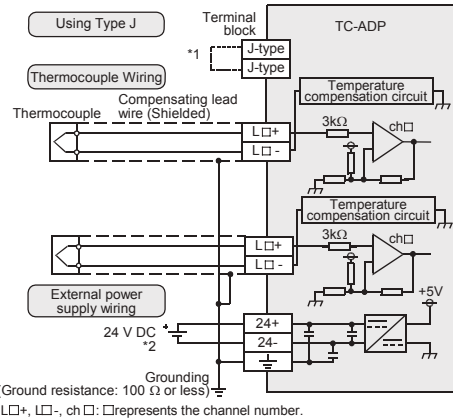 Using Type J
Terminal block
TC-ADP
*1
J-type
J-type
Thermocouple Wiring
Temperature compensation circuit
Thermocouple
Compensating lead wire (Shielded)
L□+
L□-
3kΩ
ch□
Temperature compensation circuit
3kΩ
ch□
L□+
L□-
External power supply wiring
+5V
24 V DC
*2
24+
24-
Grounding
(Ground resistance: 100 Ω or less)
L□+, L□-, ch□: □represents the channel number.